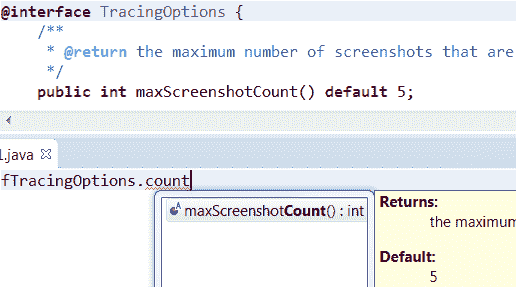 @interface TracingOptions {
/**
* @return the maximum number of screenshots that are
*/
public int maxScreenshotCount() default 5;
.java
fTracingOptions.count
maxScreenshotCount() : int
Returns:
the maximum
Default:
5